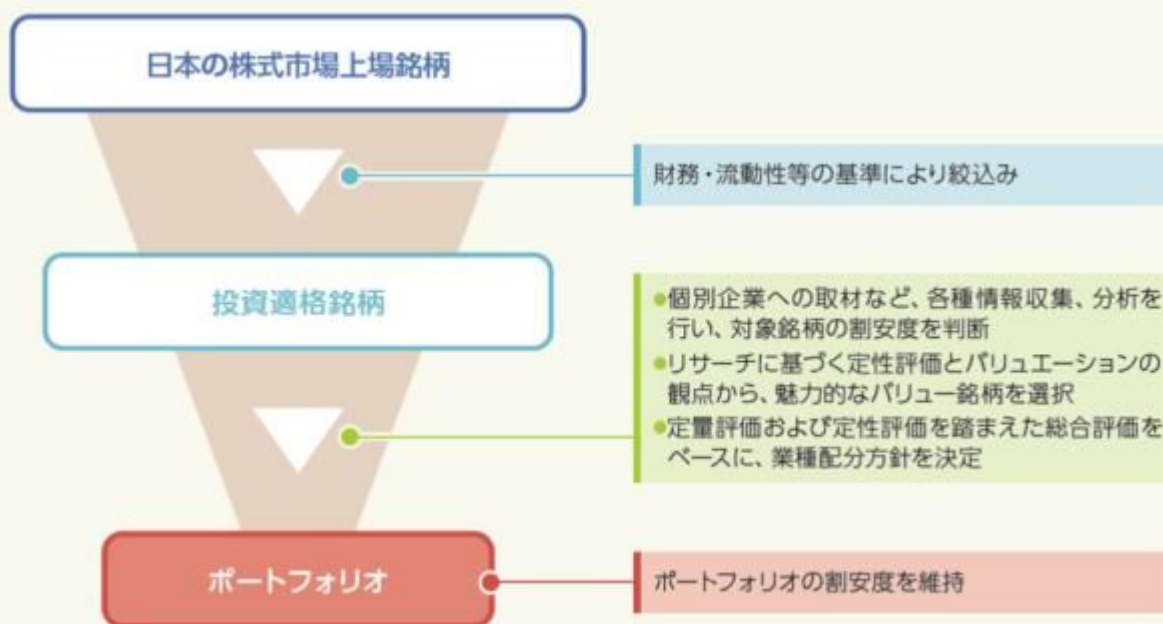 日本の株式市場上場銘柄
財務・流動性等の基準により絞込み
投資適格銘柄
●個別企業への取材など、各種情報収集、分析を
行い、対象銘柄の割安度を判断
●リサーチに基づく定性評価とバリュエーションの
観点から、魅力的なバリュー銘柄を選択
●定量評価および定性評価を踏まえた総合評価を
ベースに、業種配分方針を決定
ポートフォリオ
ポートフォリオの割安度を維持